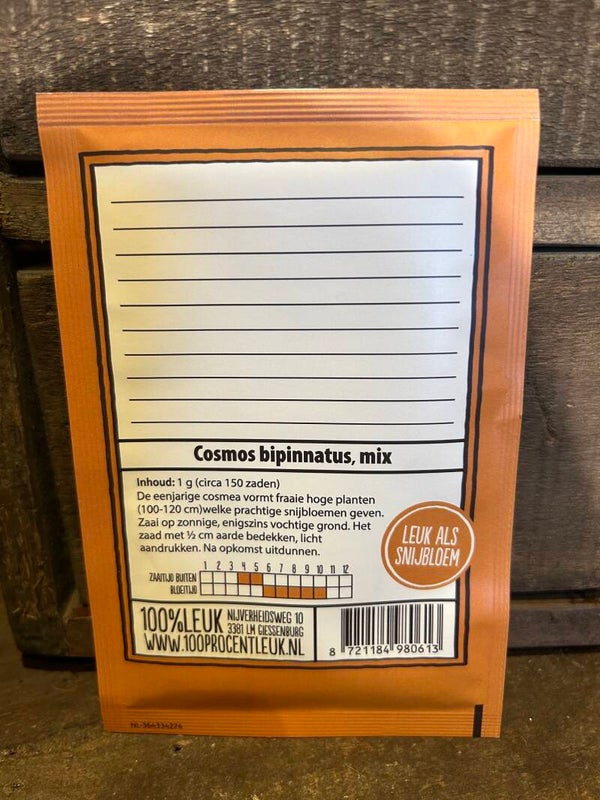 Cosmos bipinnatus, mix
Inhoud: 1 g (circa 150 zaden)
De eenjarige cosmea vormt fraaie hoge planten
(100-120 cm)welke prachtige snijbloemen geven.
Zaai op zonnige, enigszins vochtige grond. Het
zaad met ½ cm aarde bedekken, licht
aandrukken. Na opkomst uitdunnen.
LEUK ALS
SNIJBLOEM
1 2 3 4 5 6 7 8 9 10 11 12
ZAAITIJD BUITEN
BLOEITIJD
100%LEUK
NIJVERHEIDSWEG 10
3381 LM GIESSENBURG
WWW.100PROCENTLEUK.NL
8 721184 980613
NL-364334274